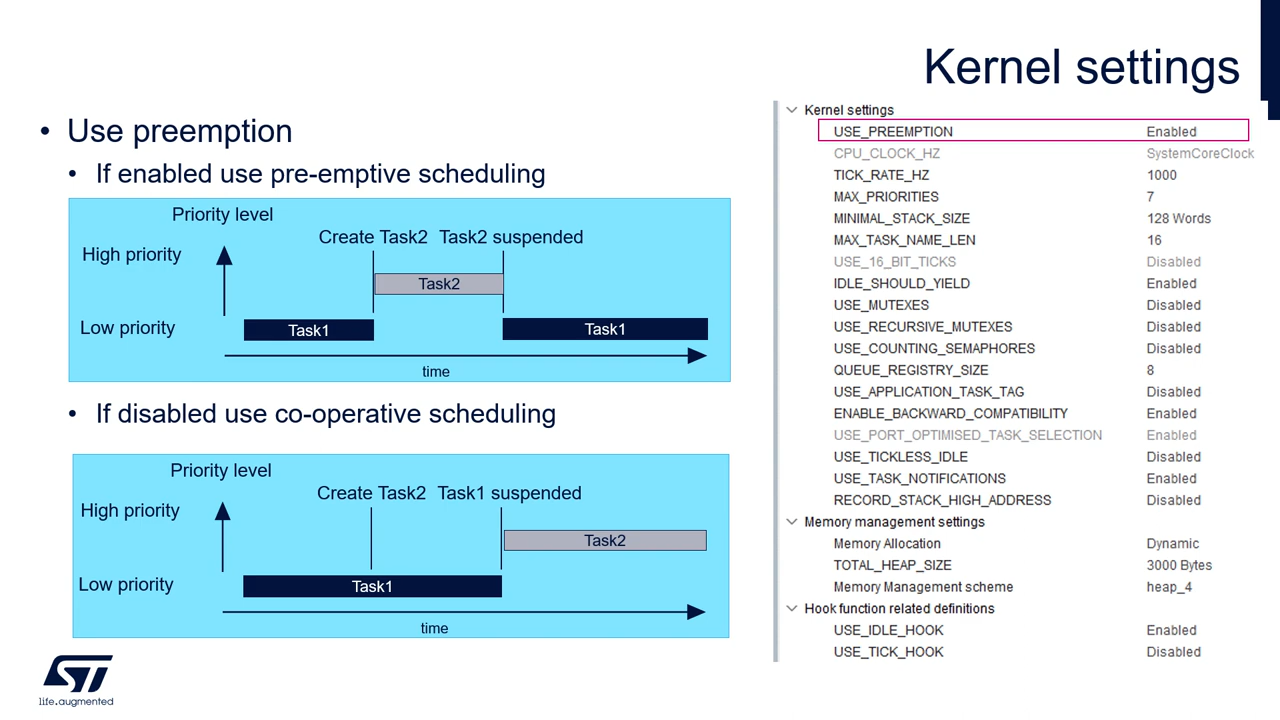 Kernel settings
• Use preemption
• If enabled use pre-emptive scheduling
Priority level
Create Task2 Task2 suspended
High priority
Task2
Low priority
Task1
Task1
time
• If disabled use co-operative scheduling
Priority level
Create Task2 Task1 suspended
High priority
Task2
Low priority
Task1
time
Kernel settings
USE_PREEMPTION Enabled
CPU_CLOCK_HZ SystemCoreClock
TICK_RATE_HZ 1000
MAX_PRIORITIES 7
MINIMAL_STACK_SIZE 128 Words
MAX_TASK_NAME_LEN 16
USE_16_BIT_TICKS Disabled
IDLE_SHOULD_YIELD Enabled
USE_MUTEXES Disabled
USE_RECURSIVE_MUTEXES Disabled
USE_COUNTING_SEMAPHORES Disabled
QUEUE_REGISTRY_SIZE 8
USE_APPLICATION_TASK_TAG Disabled
ENABLE_BACKWARD_COMPATIBILITY Enabled
USE_PORT_OPTIMISED_TASK_SELECTION Enabled
USE_TICKLESS_IDLE Disabled
USE_TASK_NOTIFICATIONS Enabled
RECORD_STACK_HIGH_ADDRESS Disabled
Memory management settings
Memory Allocation Dynamic
TOTAL_HEAP_SIZE 3000 Bytes
Memory Management scheme heap_4
Hook function related definitions
USE_IDLE_HOOK Enabled
USE_TICK_HOOK Disabled
ST
life.augmented